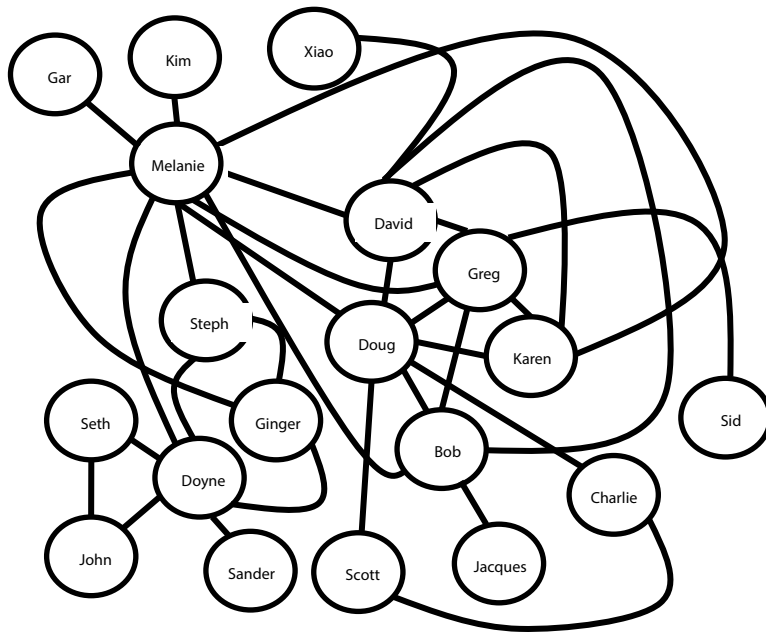 Xiao
Kim
Gar
Melanie
David
Greg
Steph
Doug
Karen
Seth
Ginger
Sid
Bob
Doyne
Charlie
John
Sander
Scott
Jacques